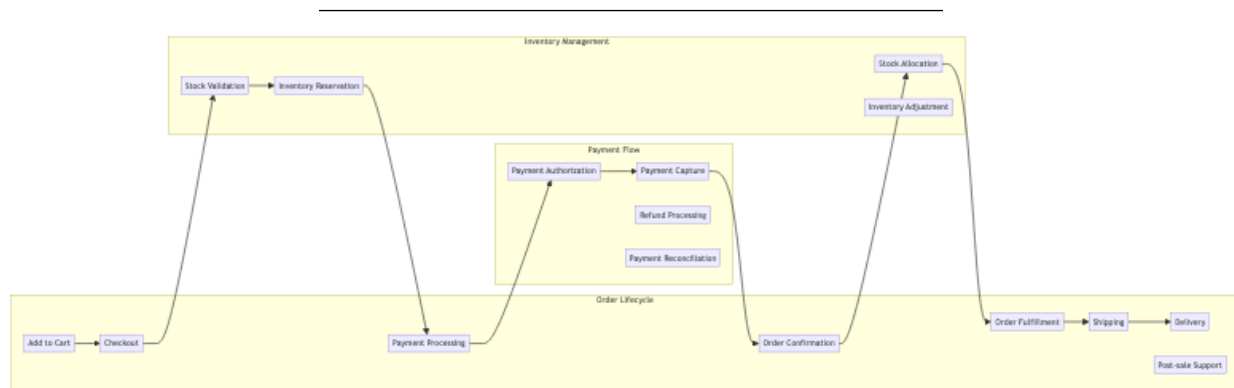 Inventory Management
Stock Allocation
Stock Validation
Inventory Reservation
Inventory Adjustment
Payment Flow
Payment Authorization
Payment Capture
Refund Processing
Payment Reconciliation
Order Lifecycle
Order Fulfillment
Shipping
Delivery
Add to Cart
Checkout
Payment Processing
Order Confirmation
Post-sale Support